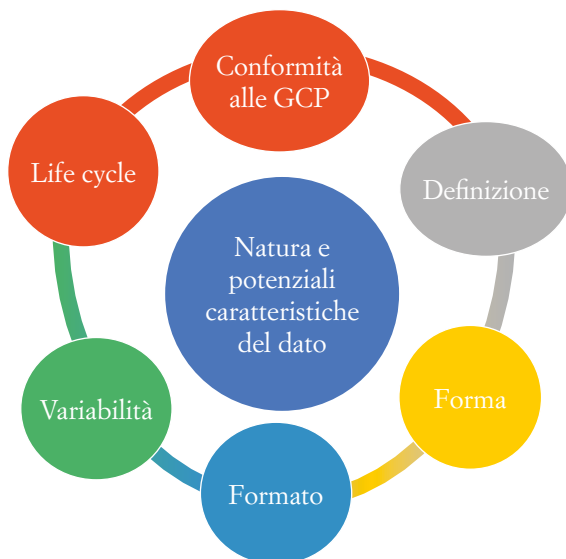 Conformità
alle GCP
Definizione
Forma
Formato
Variabilità
Life cycle
Natura e
potenziali
caratteristiche
del dato